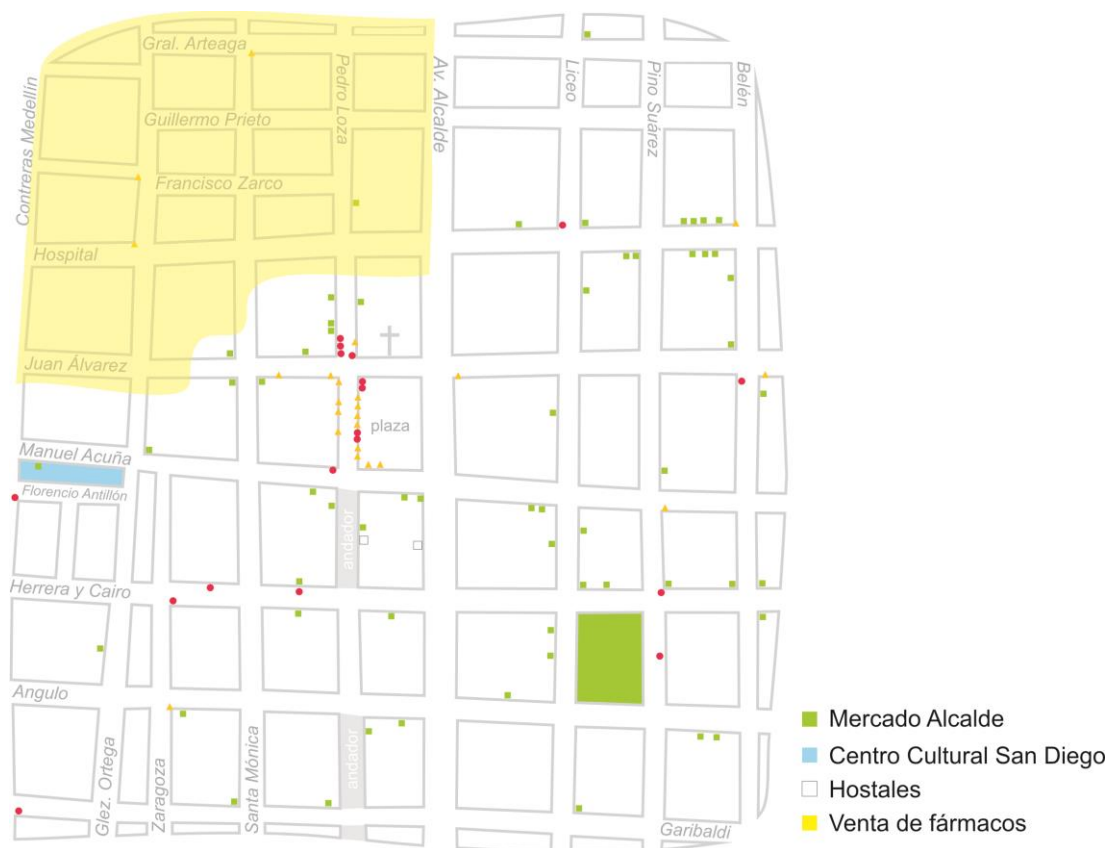 Gral. Arteaga
Contreras Medellín
Pedro Loza
Av. Alcalde
Liceo
Pino Suárez
Belén
Guillermo Prieto
Francisco Zarco
Hospital
Juan Álvarez
plaza
Manuel Acuña
Florencio Antillón
andador
Herrera y Cairo
Angulo
Glez. Ortega
Zaragoza
Santa Mónica
andador
Garibaldi
Mercado Alcalde
Centro Cultural San Diego
Hostales
Venta de fármacos